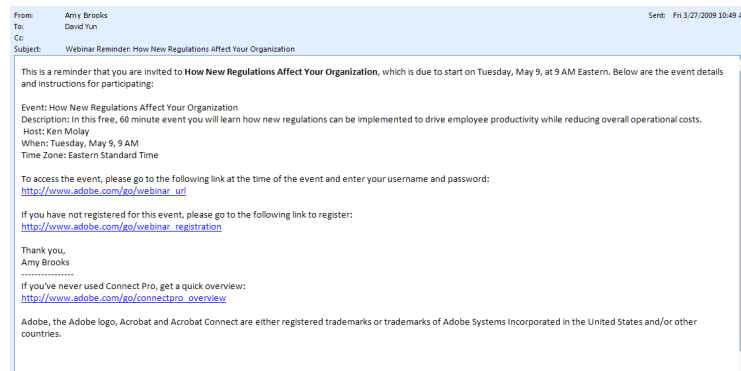 From: Amy Brooks Sent: Fri 3/27/2009 10:49
To: David Yun
Cc:
Subject: Webinar Reminder: How New Regulations Affect Your Organization
This is a reminder that you are invited to How New Regulations Affect Your Organization, which is due to start on Tuesday, May 9, at 9 AM Eastern. Below are the event details
and instructions for participating:
Event: How New Regulations Affect Your Organization
Description: In this free, 60 minute event you will learn how new regulations can be implemented to drive employee productivity while reducing overall operational costs.
Host: Ken Molay
When: Tuesday, May 9, 9 AM
Time Zone: Eastern Standard Time
To access the event, please go to the following link at the time of the event and enter your username and password:
http://www.adobe.com/go/webinar_url
If you have not registered for this event, please go to the following link to register:
http://www.adobe.com/go/webinar_registration
Thank you,
Amy Brooks
----------------
If you've never used Connect Pro, get a quick overview:
http://www.adobe.com/go/connectpro_overview
Adobe, the Adobe logo, Acrobat and Acrobat Connect are either registered trademarks or trademarks of Adobe Systems Incorporated in the United States and/or other
countries.